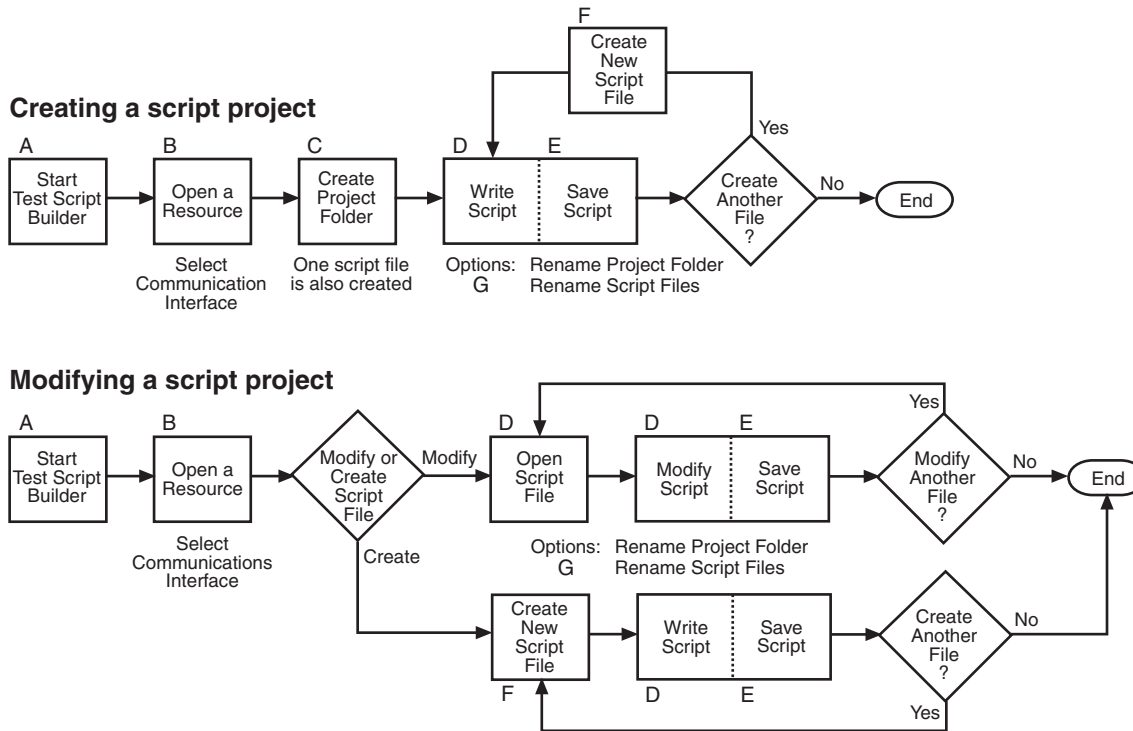 F
Create
New
Script
File
Creating a script project
Yes
A
B
C
D
E
Start
Test Script
Builder
Open a
Resource
Create
Project
Folder
Write
Script
Save
Script
Create
Another
File
?
No
End
Select
Communication
Interface
One script file
is also created
Options:
G
Rename Project Folder
Rename Script Files
Modifying a script project
Yes
A
B
D
D
E
Start
Test Script
Builder
Open a
Resource
Modify or
Create
Script
File
Modify
Open
Script
File
Modify
Script
Save
Script
Modify
Another
File
?
No
End
Select
Communications
Interface
Create
Options:
G
Rename Project Folder
Rename Script Files
Create
New
Script
File
F
Write
Script
D
Save
Script
E
Create
Another
File
?
No
Yes